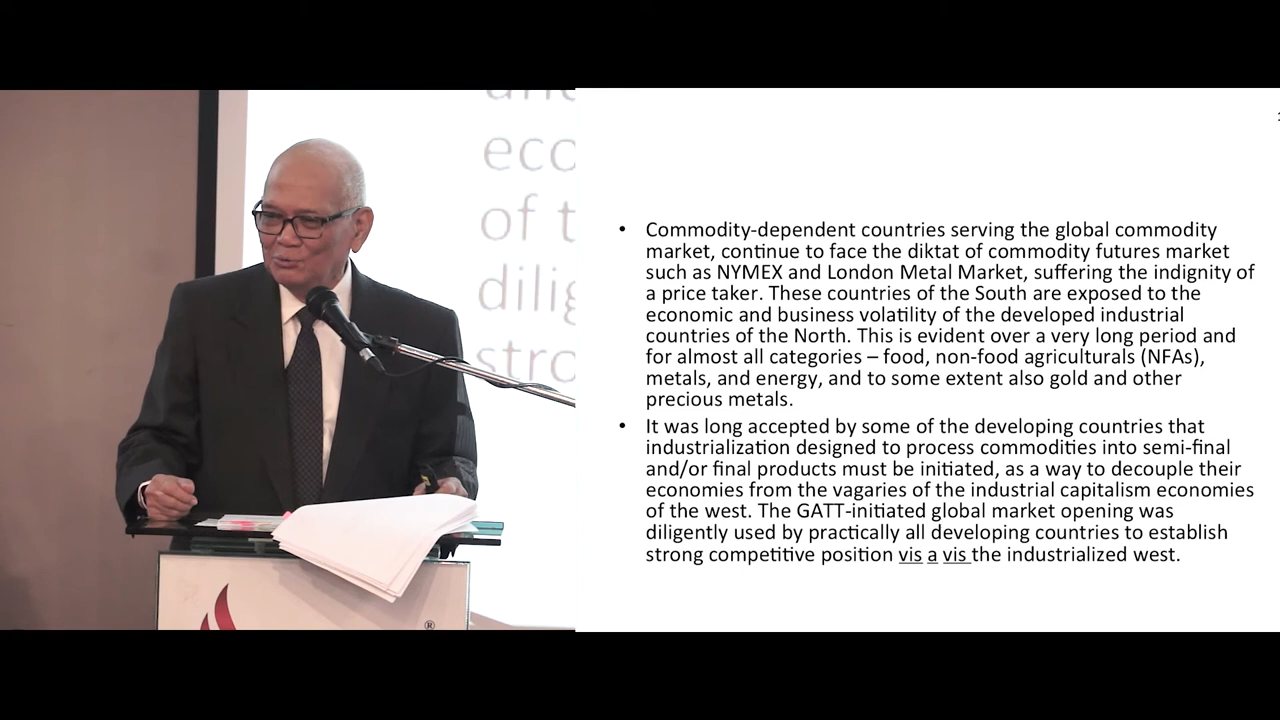 eco
of t
dilig
stro
®
• Commodity-dependent countries serving the global commodity
market, continue to face the diktat of commodity futures market
such as NYMEX and London Metal Market, suffering the indignity of
a price taker. These countries of the South are exposed to the
economic and business volatility of the developed industrial
countries of the North. This is evident over a very long period and
for almost all categories – food, non-food agriculturals (NFAs),
metals, and energy, and to some extent also gold and other
precious metals.
• It was long accepted by some of the developing countries that
industrialization designed to process commodities into semi-final
and/or final products must be initiated, as a way to decouple their
economies from the vagaries of the industrial capitalism economies
of the west. The GATT-initiated global market opening was
diligently used by practically all developing countries to establish
strong competitive position vis a vis the industrialized west.